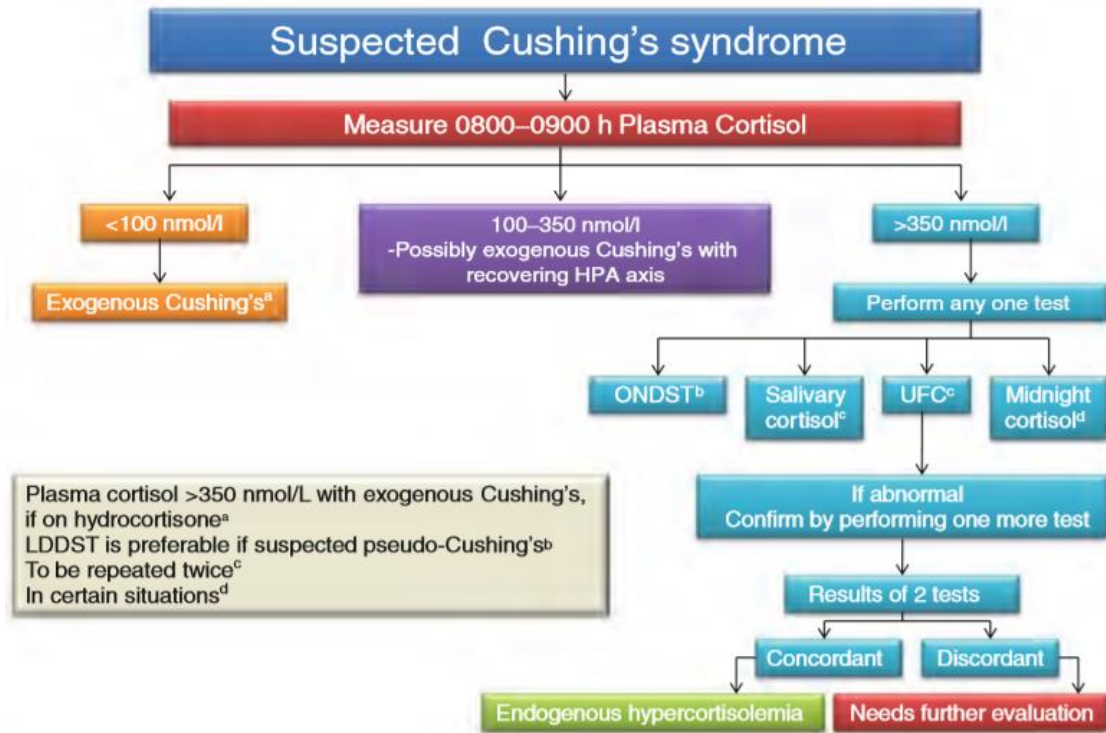 Suspected  Cushing's syndrome
Measure 0800–0900 h Plasma Cortisol
<100 nmol/l
100–350 nmol/l
-Possibly exogenous Cushing's with
recovering HPA axis
>350 nmol/l
Exogenous Cushing'sᵃ
Perform any one test
ONDSTᵇ
Salivary
cortisolᶜ
UFCᶜ
Midnight
cortisolᵈ
Plasma cortisol >350 nmol/L with exogenous Cushing's,
if on hydrocortisoneᵃ
LDDST is preferable if suspected pseudo-Cushing'sᵇ
To be repeated twiceᶜ
In certain situationsᵈ
If abnormal
Confirm by performing one more test
Results of 2 tests
Concordant
Discordant
Endogenous hypercortisolemia
Needs further evaluation